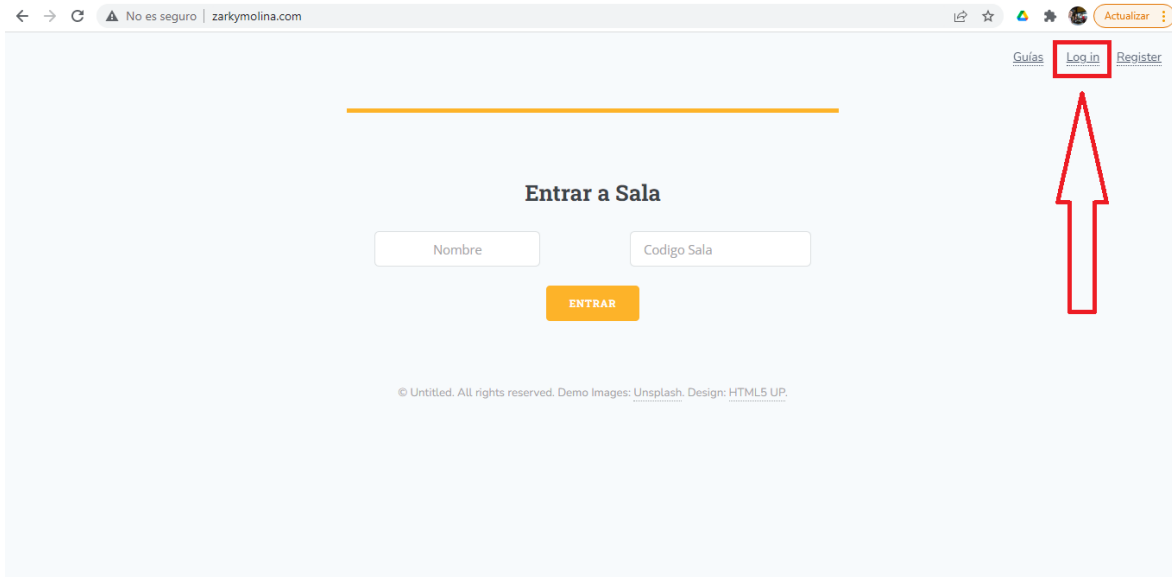 No es seguro | zarkymolina.com Actualizar
Guías Log in Register
Entrar a Sala
Nombre Codigo Sala
ENTRAR
© Untitled. All rights reserved. Demo Images: Unsplash. Design: HTML5 UP.